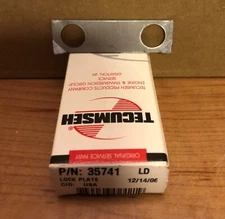 TECUMSEH PRODUCTS COMPANY
ENGINE & TRANSMISSION GROUP
SERVICE
GRAFTON, WI
TECUMSEH
ORIGINAL SERVICE PART
P/N: 35741 LD
LOCK PLATE 12/14/06
C/O: USA